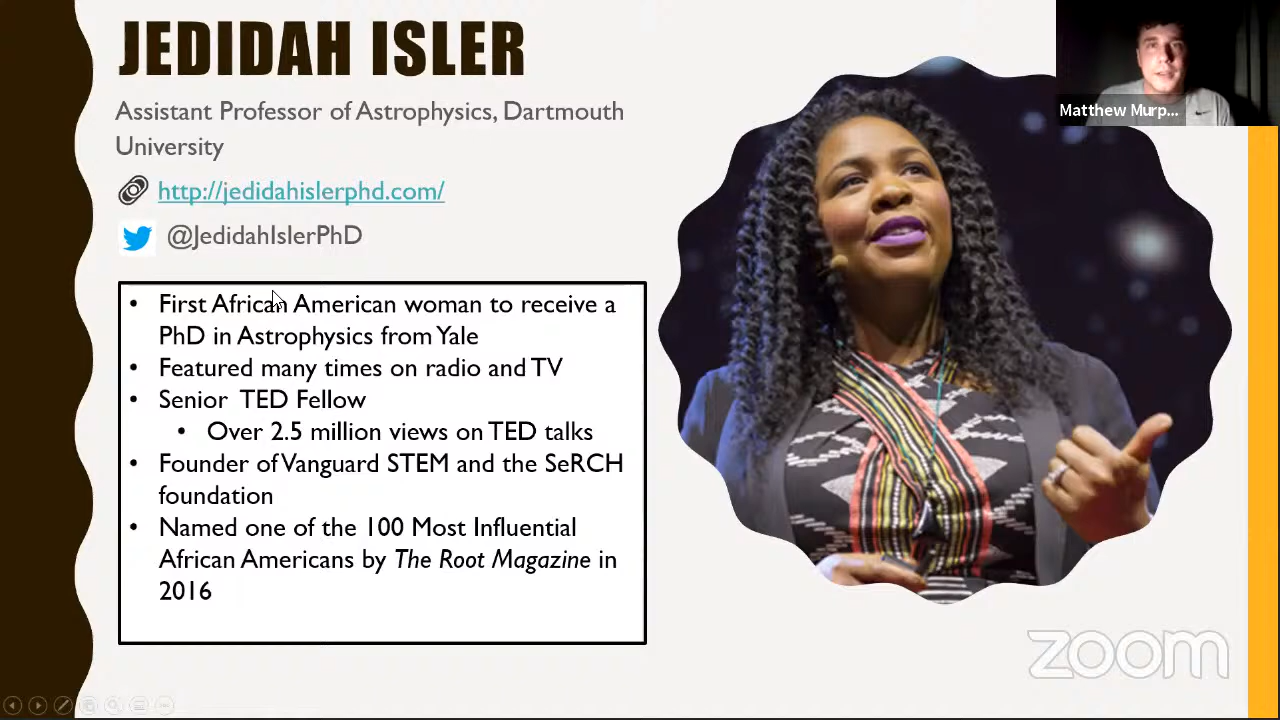 JEDIDAH ISLER
Assistant Professor of Astrophysics, Dartmouth
University
http://jedidahislerphd.com/
@JedidahIslerPhD
• First African American woman to receive a
PhD in Astrophysics from Yale
• Featured many times on radio and TV
• Senior TED Fellow
• Over 2.5 million views on TED talks
• Founder of Vanguard STEM and the SeRCH
foundation
• Named one of the 100 Most Influential
African Americans by The Root Magazine in
2016
Matthew Murp...
zoom